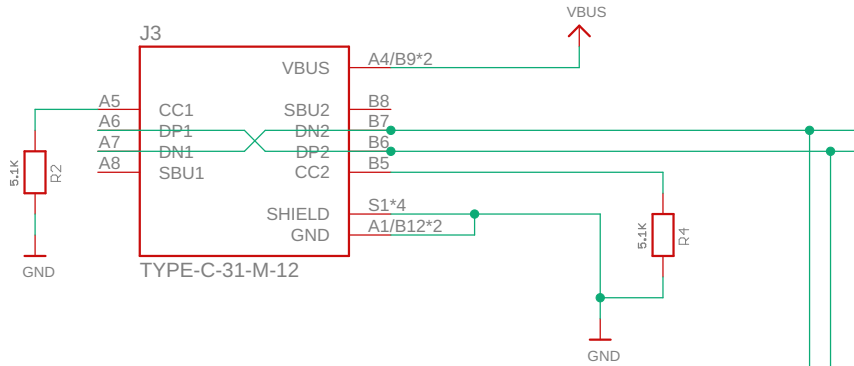 VBUS
J3
VBUS
A4/B9*2
A5
CC1
SBU2
B8
A6
DP1
DN2
B7
A7
DN1
DP2
B6
A8
SBU1
CC2
B5
5.1K
R2
SHIELD
S1*4
GND
A1/B12*2
5.1K
R4
GND
TYPE-C-31-M-12
GND